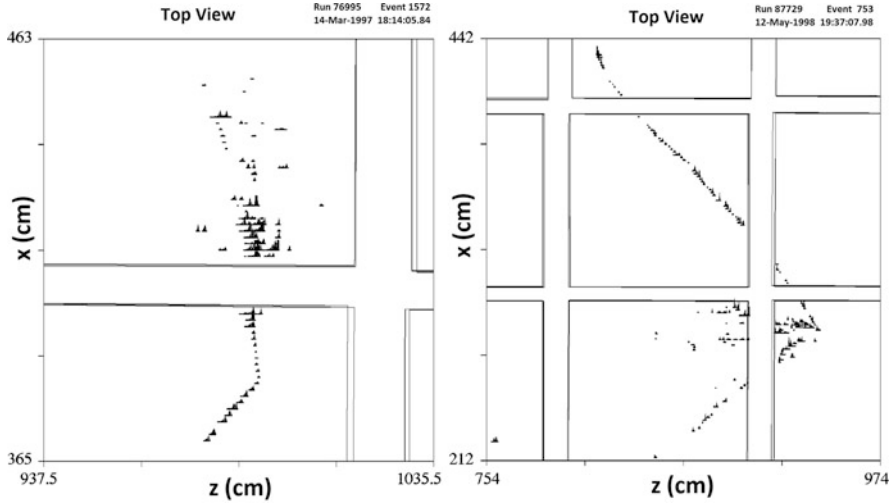 Top View
Run 76995 Event 1572
14-Mar-1997 18:14:05.84
463
x (cm)
365
937.5
z (cm)
1035.5
Top View
Run 87729 Event 753
12-May-1998 19:37:07.98
442
x (cm)
212
754
z (cm)
974